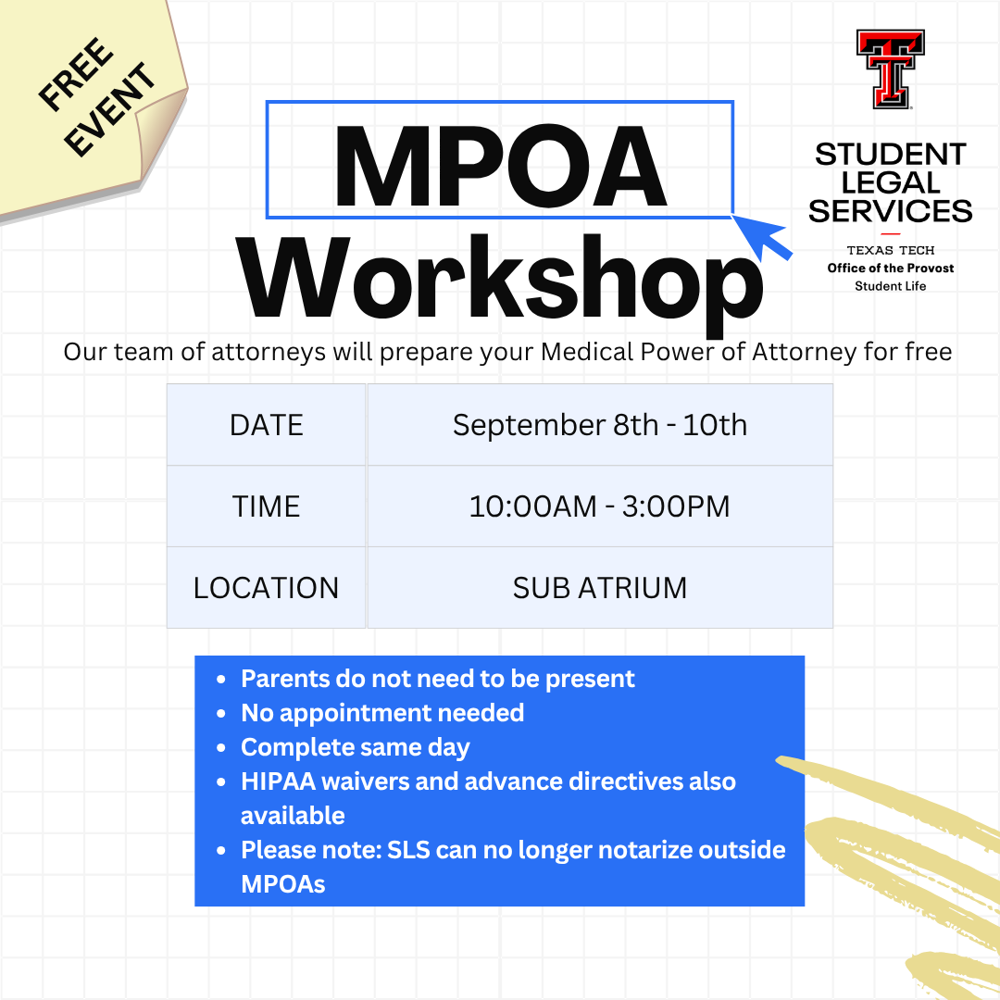 FREE
EVENT
MPOA
Workshop
STUDENT
LEGAL
SERVICES
TEXAS TECH
Office of the Provost
Student Life
Our team of attorneys will prepare your Medical Power of Attorney for free
DATE
September 8th - 10th
TIME
10:00AM - 3:00PM
LOCATION
SUB ATRIUM
• Parents do not need to be present
• No appointment needed
• Complete same day
• HIPAA waivers and advance directives also
available
• Please note: SLS can no longer notarize outside
MPOAs